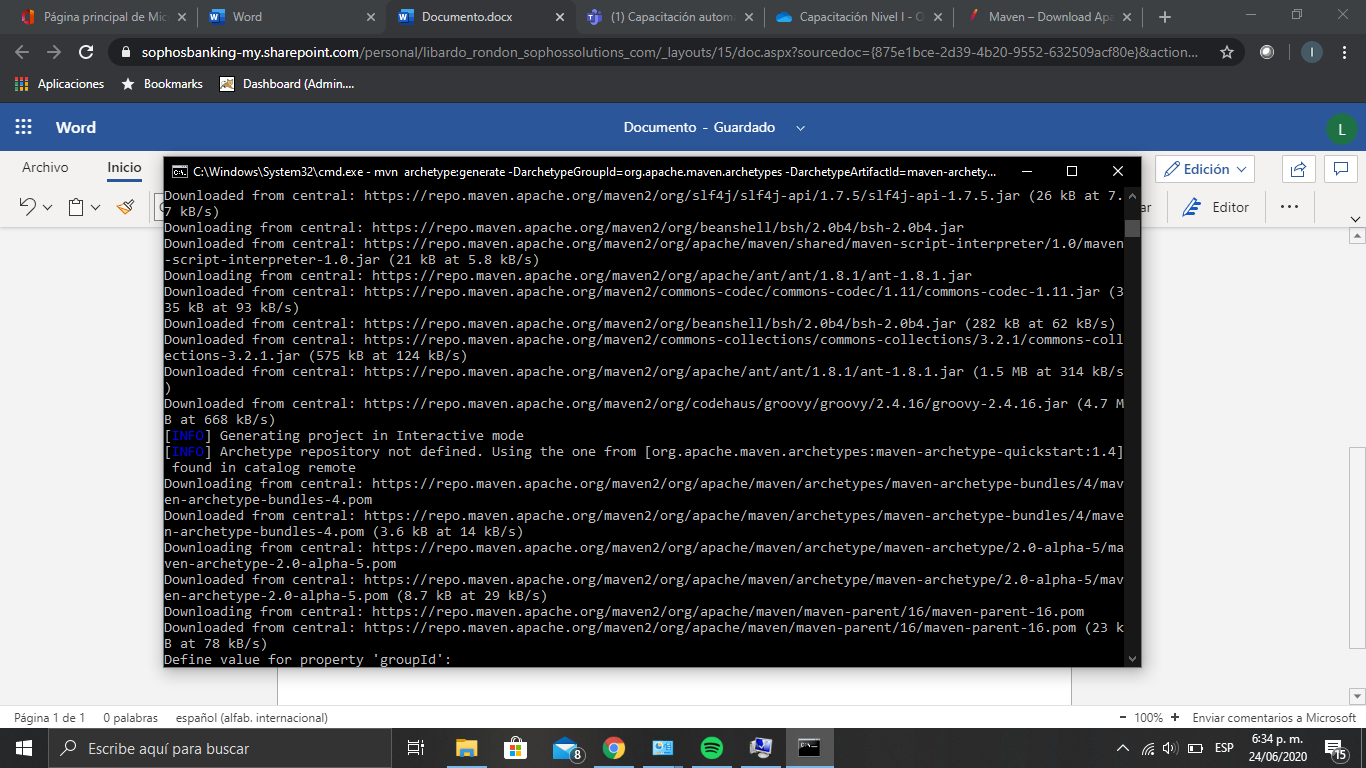 Página principal de Mic
Word
Documento.docx
(1) Capacitación autom
Capacitación Nivel I - O
Maven – Download Apa
sophosbanking-my.sharepoint.com/personal/libardo_rondon_sophossolutions_com/_layouts/15/doc.aspx?sourcedoc={875e1bce-2d39-4b20-9552-632509acf80e}&action...
I
Aplicaciones
Bookmarks
Dashboard (Admin....
Word
Documento - Guardado
L
Archivo
Inicio
Edición
ar
Editor
C:\Windows\System32\cmd.exe - mvn archetype:generate -DarchetypeGroupId=org.apache.maven.archetypes -DarchetypeArtifactId=maven-archety...
Downloaded from central: https://repo.maven.apache.org/maven2/org/slf4j/slf4j-api/1.7.5/slf4j-api-1.7.5.jar (26 kB at 7.
7 kB/s)
Downloading from central: https://repo.maven.apache.org/maven2/org/beanshell/bsh/2.0b4/bsh-2.0b4.jar
Downloaded from central: https://repo.maven.apache.org/maven2/org/apache/maven/shared/maven-script-interpreter/1.0/maven
-script-interpreter-1.0.jar (21 kB at 5.8 kB/s)
Downloading from central: https://repo.maven.apache.org/maven2/org/apache/ant/ant/1.8.1/ant-1.8.1.jar
Downloaded from central: https://repo.maven.apache.org/maven2/commons-codec/commons-codec/1.11/commons-codec-1.11.jar (3
35 kB at 93 kB/s)
Downloaded from central: https://repo.maven.apache.org/maven2/org/beanshell/bsh/2.0b4/bsh-2.0b4.jar (282 kB at 62 kB/s)
Downloaded from central: https://repo.maven.apache.org/maven2/commons-collections/commons-collections/3.2.1/commons-coll
ections-3.2.1.jar (575 kB at 124 kB/s)
Downloaded from central: https://repo.maven.apache.org/maven2/org/apache/ant/ant/1.8.1/ant-1.8.1.jar (1.5 MB at 314 kB/s
)
Downloaded from central: https://repo.maven.apache.org/maven2/org/codehaus/groovy/groovy/2.4.16/groovy-2.4.16.jar (4.7 M
B at 668 kB/s)
[INFO] Generating project in Interactive mode
[INFO] Archetype repository not defined. Using the one from [org.apache.maven.archetypes:maven-archetype-quickstart:1.4]
found in catalog remote
Downloading from central: https://repo.maven.apache.org/maven2/org/apache/maven/archetypes/maven-archetype-bundles/4/mav
en-archetype-bundles-4.pom
Downloaded from central: https://repo.maven.apache.org/maven2/org/apache/maven/archetypes/maven-archetype-bundles/4/mave
n-archetype-bundles-4.pom (3.6 kB at 14 kB/s)
Downloading from central: https://repo.maven.apache.org/maven2/org/apache/maven/archetype/maven-archetype/2.0-alpha-5/ma
ven-archetype-2.0-alpha-5.pom
Downloaded from central: https://repo.maven.apache.org/maven2/org/apache/maven/archetype/maven-archetype/2.0-alpha-5/mav
en-archetype-2.0-alpha-5.pom (8.7 kB at 29 kB/s)
Downloading from central: https://repo.maven.apache.org/maven2/org/apache/maven/maven-parent/16/maven-parent-16.pom
Downloaded from central: https://repo.maven.apache.org/maven2/org/apache/maven/maven-parent/16/maven-parent-16.pom (23 k
B at 78 kB/s)
Define value for property 'groupId':
Página 1 de 1
0 palabras
español (alfab. internacional)
100%
Enviar comentarios a Microsoft
Escribe aquí para buscar
8
ESP
6:34 p. m.
24/06/2020
15